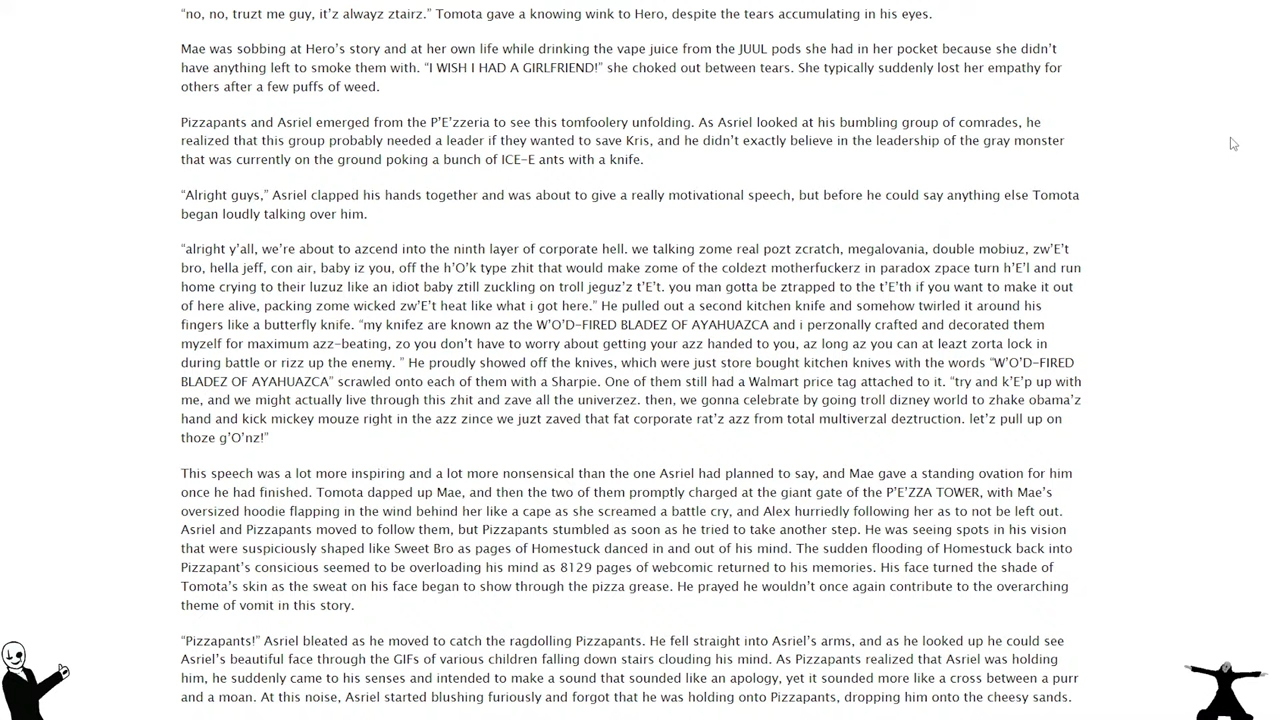 “no, no, truzt me guy, it’z alwayz ztairz.” Tomota gave a knowing wink to Hero, despite the tears accumulating in his eyes.
Mae was sobbing at Hero’s story and at her own life while drinking the vape juice from the JUUL pods she had in her pocket because she didn’t
have anything left to smoke them with. “I WISH I HAD A GIRLFRIEND!” she choked out between tears. She typically suddenly lost her empathy for
others after a few puffs of weed.
Pizzapants and Asriel emerged from the P’E’zzeria to see this tomfoolery unfolding. As Asriel looked at his bumbling group of comrades, he
realized that this group probably needed a leader if they wanted to save Kris, and he didn’t exactly believe in the leadership of the gray monster
that was currently on the ground poking a bunch of ICE-E ants with a knife.
“Alright guys,” Asriel clapped his hands together and was about to give a really motivational speech, but before he could say anything else Tomota
began loudly talking over him.
“alright y’all, we’re about to azcend into the ninth layer of corporate hell. we talking zome real pozt zcratch, megalovania, double mobiuz, zw’E’t
bro, hella jeff, con air, baby iz you, off the h’O’k type zhit that would make zome of the coldezt motherfuckerz in paradox zpace turn h’E’l and run
home crying to their luzuz like an idiot baby ztill zuckling on troll jeguz’z t’E’t. you man gotta be ztrapped to the t’E’th if you want to make it out
of here alive, packing zome wicked zw’E’t heat like what i got here.” He pulled out a second kitchen knife and somehow twirled it around his
fingers like a butterfly knife. “my knifez are known az the W’O’D-FIRED BLADEZ OF AYAHUAZCA and i perzonally crafted and decorated them
myzelf for maximum azz-beating, zo you don’t have to worry about getting your azz handed to you, az long az you can at leazt zorta lock in
during battle or rizz up the enemy. ” He proudly showed off the knives, which were just store bought kitchen knives with the words “W’O’D-FIRED
BLADEZ OF AYAHUAZCA” scrawled onto each of them with a Sharpie. One of them still had a Walmart price tag attached to it. “try and k’E’p up with
me, and we might actually live through this zhit and zave all the univerzez. then, we gonna celebrate by going troll dizney world to zhake obama’z
hand and kick mickey mouze right in the azz zince we juzt zaved that fat corporate rat’z azz from total multiverzal deztruction. let’z pull up on
thoze g’O’nz!”
This speech was a lot more inspiring and a lot more nonsensical than the one Asriel had planned to say, and Mae gave a standing ovation for him
once he had finished. Tomota dapped up Mae, and then the two of them promptly charged at the giant gate of the P’E’ZZA TOWER, with Mae’s
oversized hoodie flapping in the wind behind her like a cape as she screamed a battle cry, and Alex hurriedly following her as to not be left out.
Asriel and Pizzapants moved to follow them, but Pizzapants stumbled as soon as he tried to take another step. He was seeing spots in his vision
that were suspiciously shaped like Sweet Bro as pages of Homestuck danced in and out of his mind. The sudden flooding of Homestuck back into
Pizzapant’s conscious seemed to be overloading his mind as 8129 pages of webcomic returned to his memories. His face turned the shade of
Tomota’s skin as the sweat on his face began to show through the pizza grease. He prayed he wouldn’t once again contribute to the overarching
theme of vomit in this story.
“Pizzapants!” Asriel bleated as he moved to catch the ragdolling Pizzapants. He fell straight into Asriel’s arms, and as he looked up he could see
Asriel’s beautiful face through the GIFs of various children falling down stairs clouding his mind. As Pizzapants realized that Asriel was holding
him, he suddenly came to his senses and intended to make a sound that sounded like an apology, yet it sounded more like a cross between a purr
and a moan. At this noise, Asriel started blushing furiously and forgot that he was holding onto Pizzapants, dropping him onto the cheesy sands.